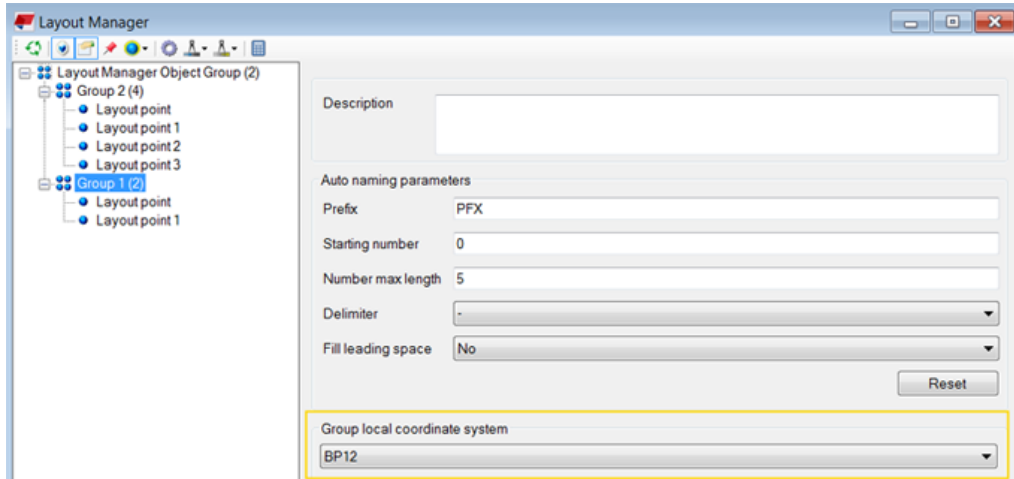 Layout Manager
Layout Manager Object Group (2)
Group 2 (4)
Layout point
Layout point 1
Layout point 2
Layout point 3
Group 1 (2)
Layout point
Layout point 1
Description
Auto naming parameters
Prefix PFX
Starting number 0
Number max length 5
Delimiter -
Fill leading space No
Reset
Group local coordinate system
BP12